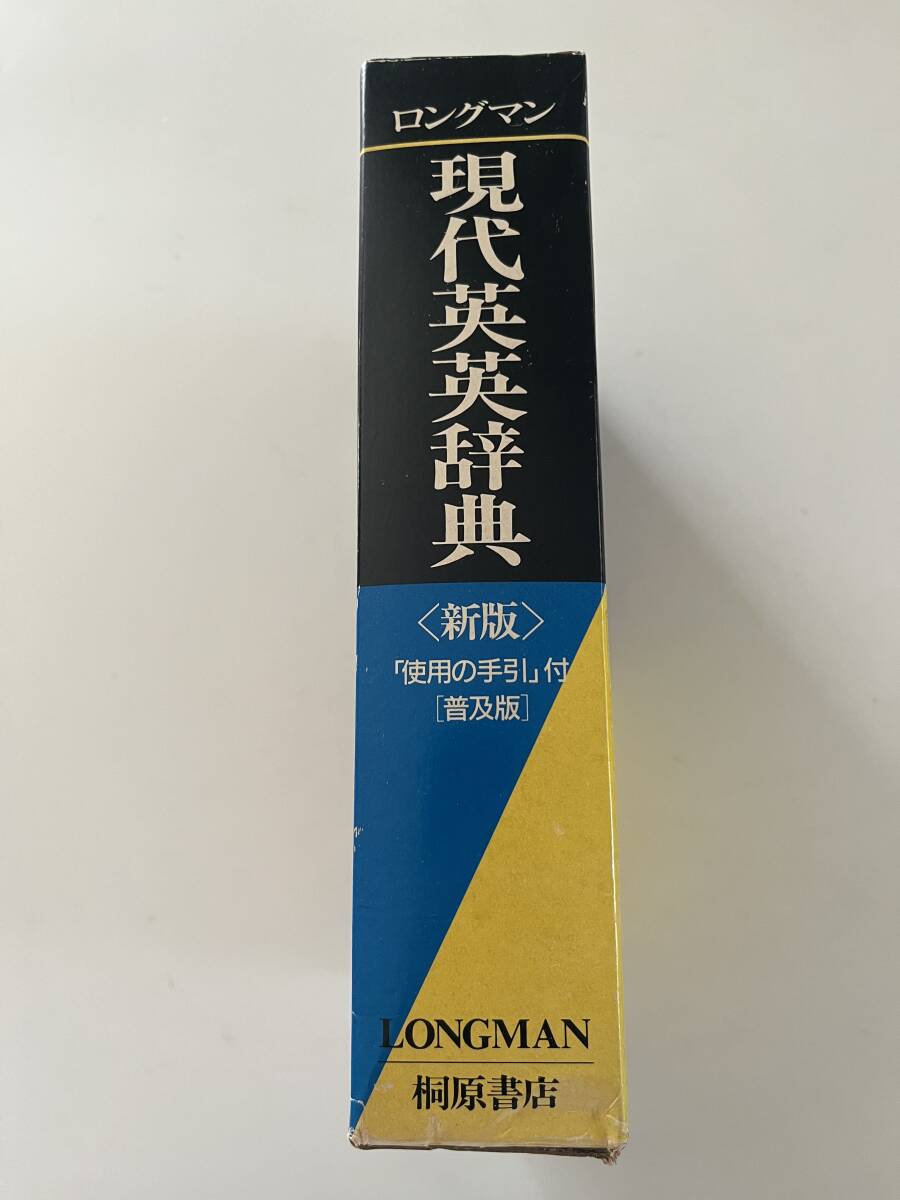 ロングマン
現代英英辞典
〈新版〉
「使用の手引」付
［普及版］
LONGMAN
桐原書店